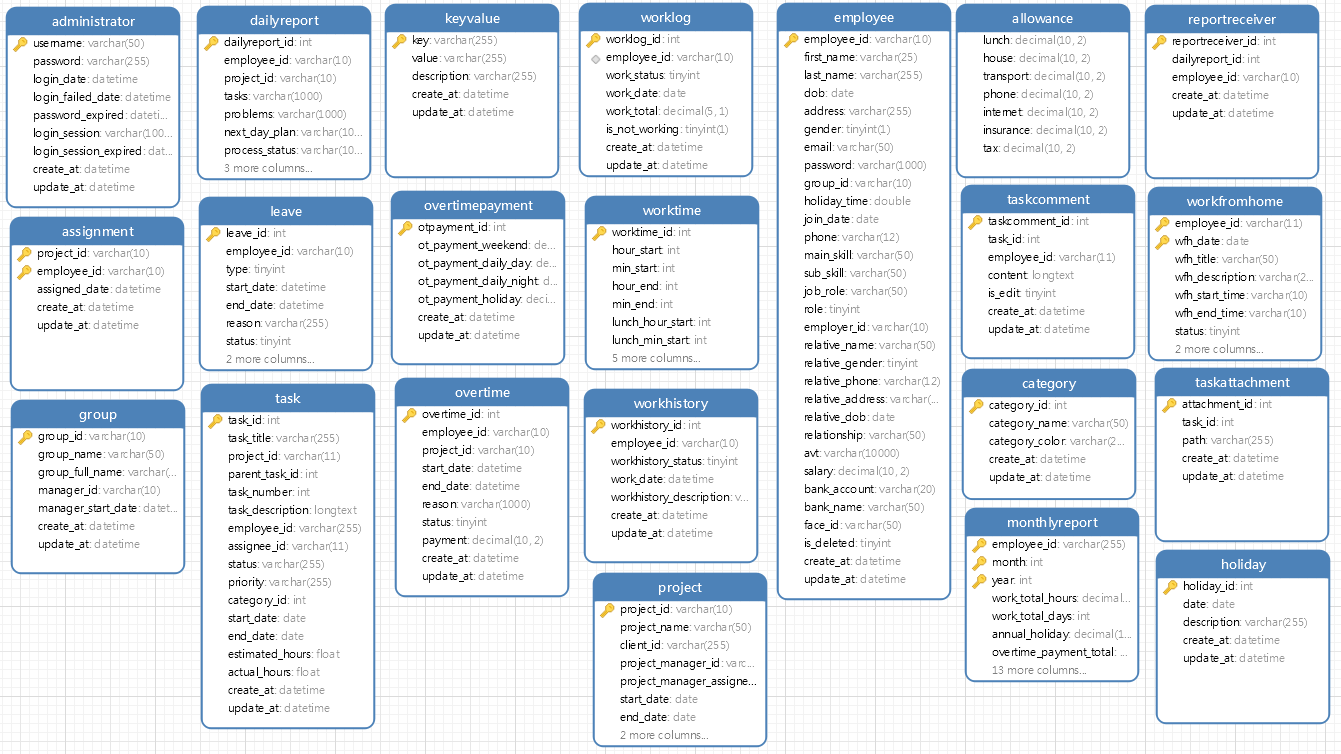 administrator
username: varchar(50)
password: varchar(255)
login_date: datetime
login_failed_date: datetime
password_expired: dateti...
login_session: varchar(100...
login_session_expired: dat...
create_at: datetime
update_at: datetime
dailyreport
dailyreport_id: int
employee_id: varchar(10)
project_id: varchar(10)
tasks: varchar(1000)
problems: varchar(1000)
next_day_plan: varchar(10...
process_status: varchar(10...
3 more columns...
keyvalue
key: varchar(255)
value: varchar(255)
description: varchar(255)
create_at: datetime
update_at: datetime
worklog
worklog_id: int
employee_id: varchar(10)
work_status: tinyint
work_date: date
work_total: decimal(5, 1)
is_not_working: tinyint(1)
create_at: datetime
update_at: datetime
employee
employee_id: varchar(10)
first_name: varchar(25)
last_name: varchar(255)
dob: date
address: varchar(255)
gender: tinyint(1)
email: varchar(50)
password: varchar(1000)
group_id: varchar(10)
holiday_time: double
join_date: date
phone: varchar(12)
main_skill: varchar(50)
sub_skill: varchar(50)
job_role: varchar(50)
role: tinyint
employer_id: varchar(10)
relative_name: varchar(50)
relative_gender: tinyint
relative_phone: varchar(12)
relative_address: varchar(...
relative_dob: date
relationship: varchar(50)
avt: varchar(10000)
salary: decimal(10, 2)
bank_account: varchar(20)
bank_name: varchar(50)
face_id: varchar(50)
is_deleted: tinyint
create_at: datetime
update_at: datetime
allowance
lunch: decimal(10, 2)
house: decimal(10, 2)
transport: decimal(10, 2)
phone: decimal(10, 2)
internet: decimal(10, 2)
insurance: decimal(10, 2)
tax: decimal(10, 2)
reportreceiver
reportreceiver_id: int
dailyreport_id: int
employee_id: varchar(10)
create_at: datetime
update_at: datetime
assignment
project_id: varchar(10)
employee_id: varchar(10)
assigned_date: datetime
create_at: datetime
update_at: datetime
leave
leave_id: int
employee_id: varchar(10)
type: tinyint
start_date: datetime
end_date: datetime
reason: varchar(255)
status: tinyint
2 more columns...
overtimepayment
otpayment_id: int
ot_payment_weekend: de...
ot_payment_daily_day: de...
ot_payment_daily_night: d...
ot_payment_holiday: deci...
create_at: datetime
update_at: datetime
worktime
worktime_id: int
hour_start: int
min_start: int
hour_end: int
min_end: int
lunch_hour_start: int
lunch_min_start: int
5 more columns...
taskcomment
taskcomment_id: int
task_id: int
employee_id: varchar(11)
content: longtext
is_edit: tinyint
create_at: datetime
update_at: datetime
workfromhome
employee_id: varchar(11)
wfh_date: date
wfh_title: varchar(50)
wfh_description: varchar(2...
wfh_start_time: varchar(10)
wfh_end_time: varchar(10)
status: tinyint
2 more columns...
group
group_id: varchar(10)
group_name: varchar(50)
group_full_name: varchar(...
manager_id: varchar(10)
manager_start_date: datet...
create_at: datetime
update_at: datetime
task
task_id: int
task_title: varchar(255)
project_id: varchar(11)
parent_task_id: int
task_number: int
task_description: longtext
employee_id: varchar(255)
assignee_id: varchar(11)
status: varchar(255)
priority: varchar(255)
category_id: int
start_date: date
end_date: date
estimated_hours: float
actual_hours: float
create_at: datetime
update_at: datetime
overtime
overtime_id: int
employee_id: varchar(10)
project_id: varchar(10)
start_date: datetime
end_date: datetime
reason: varchar(1000)
status: tinyint
payment: decimal(10, 2)
create_at: datetime
update_at: datetime
workhistory
workhistory_id: int
employee_id: varchar(10)
workhistory_status: tinyint
work_date: datetime
workhistory_description: v...
create_at: datetime
update_at: datetime
project
project_id: varchar(10)
project_name: varchar(50)
client_id: varchar(255)
project_manager_id: varc...
project_manager_assigne...
start_date: date
end_date: date
2 more columns...
category
category_id: int
category_name: varchar(50)
category_color: varchar(2...
create_at: datetime
update_at: datetime
taskattachment
attachment_id: int
task_id: int
path: varchar(255)
create_at: datetime
update_at: datetime
monthlyreport
employee_id: varchar(255)
month: int
year: int
work_total_hours: decimal...
work_total_days: int
annual_holiday: decimal(1...
overtime_payment_total: ...
13 more columns...
holiday
holiday_id: int
date: date
description: varchar(255)
create_at: datetime
update_at: datetime